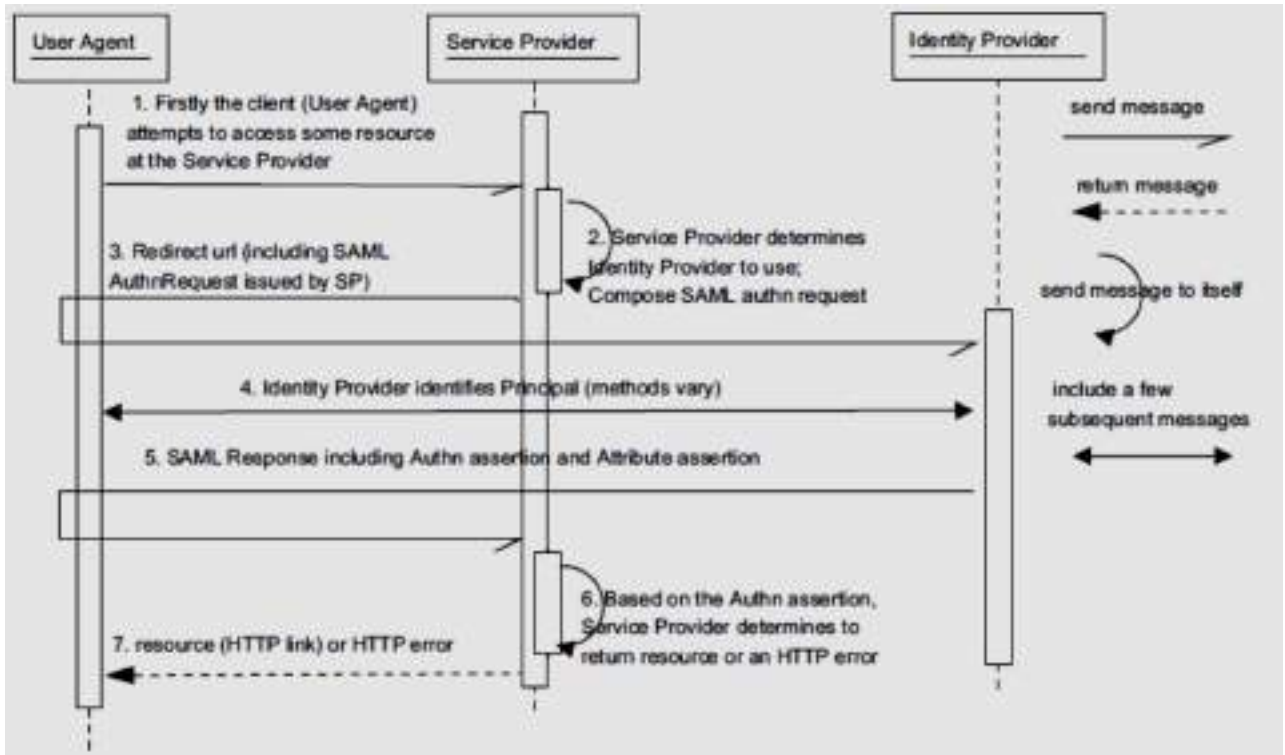 User Agent
Service Provider
Identity Provider
1. Firstly the client (User Agent)
attempts to access some resource
at the Service Provider
send message
return message
3. Redirect url (including SAML
AuthnRequest issued by SP)
2. Service Provider determines
Identity Provider to use;
Compose SAML authn request
send message to itself
4. Identity Provider identifies Principal (methods vary)
include a few
subsequent messages
5. SAML Response including Authn assertion and Attribute assertion
6. Based on the Authn assertion,
Service Provider determines to
return resource or an HTTP error
7. resource (HTTP link) or HTTP error